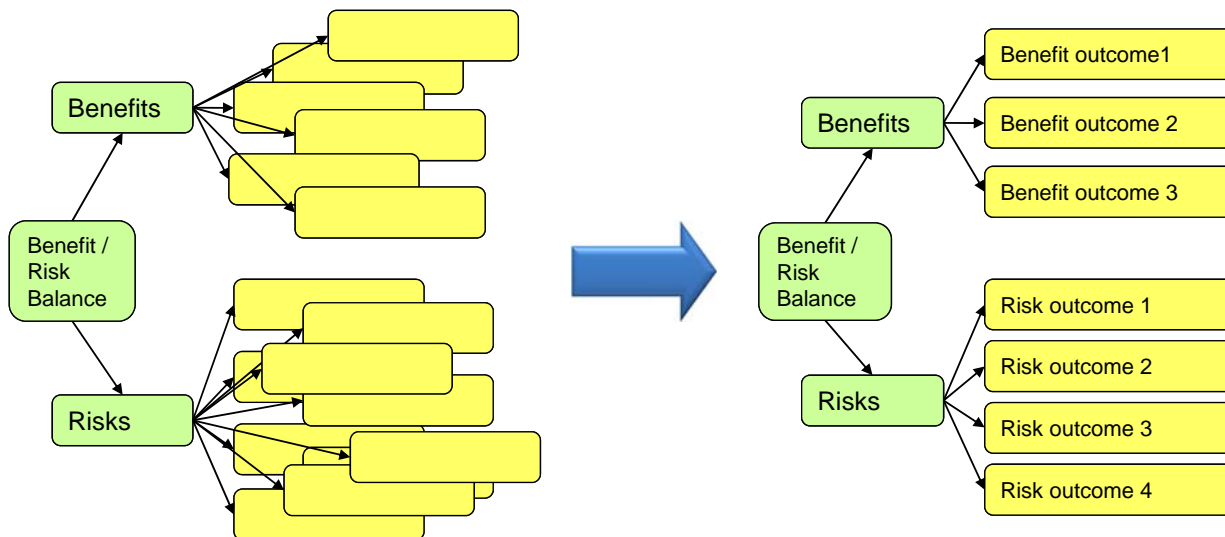 Benefits
Benefit /
Risk
Balance
Risks
Benefits
Benefit /
Risk
Balance
Risks
Benefit outcome1
Benefit outcome 2
Benefit outcome 3
Risk outcome 1
Risk outcome 2
Risk outcome 3
Risk outcome 4